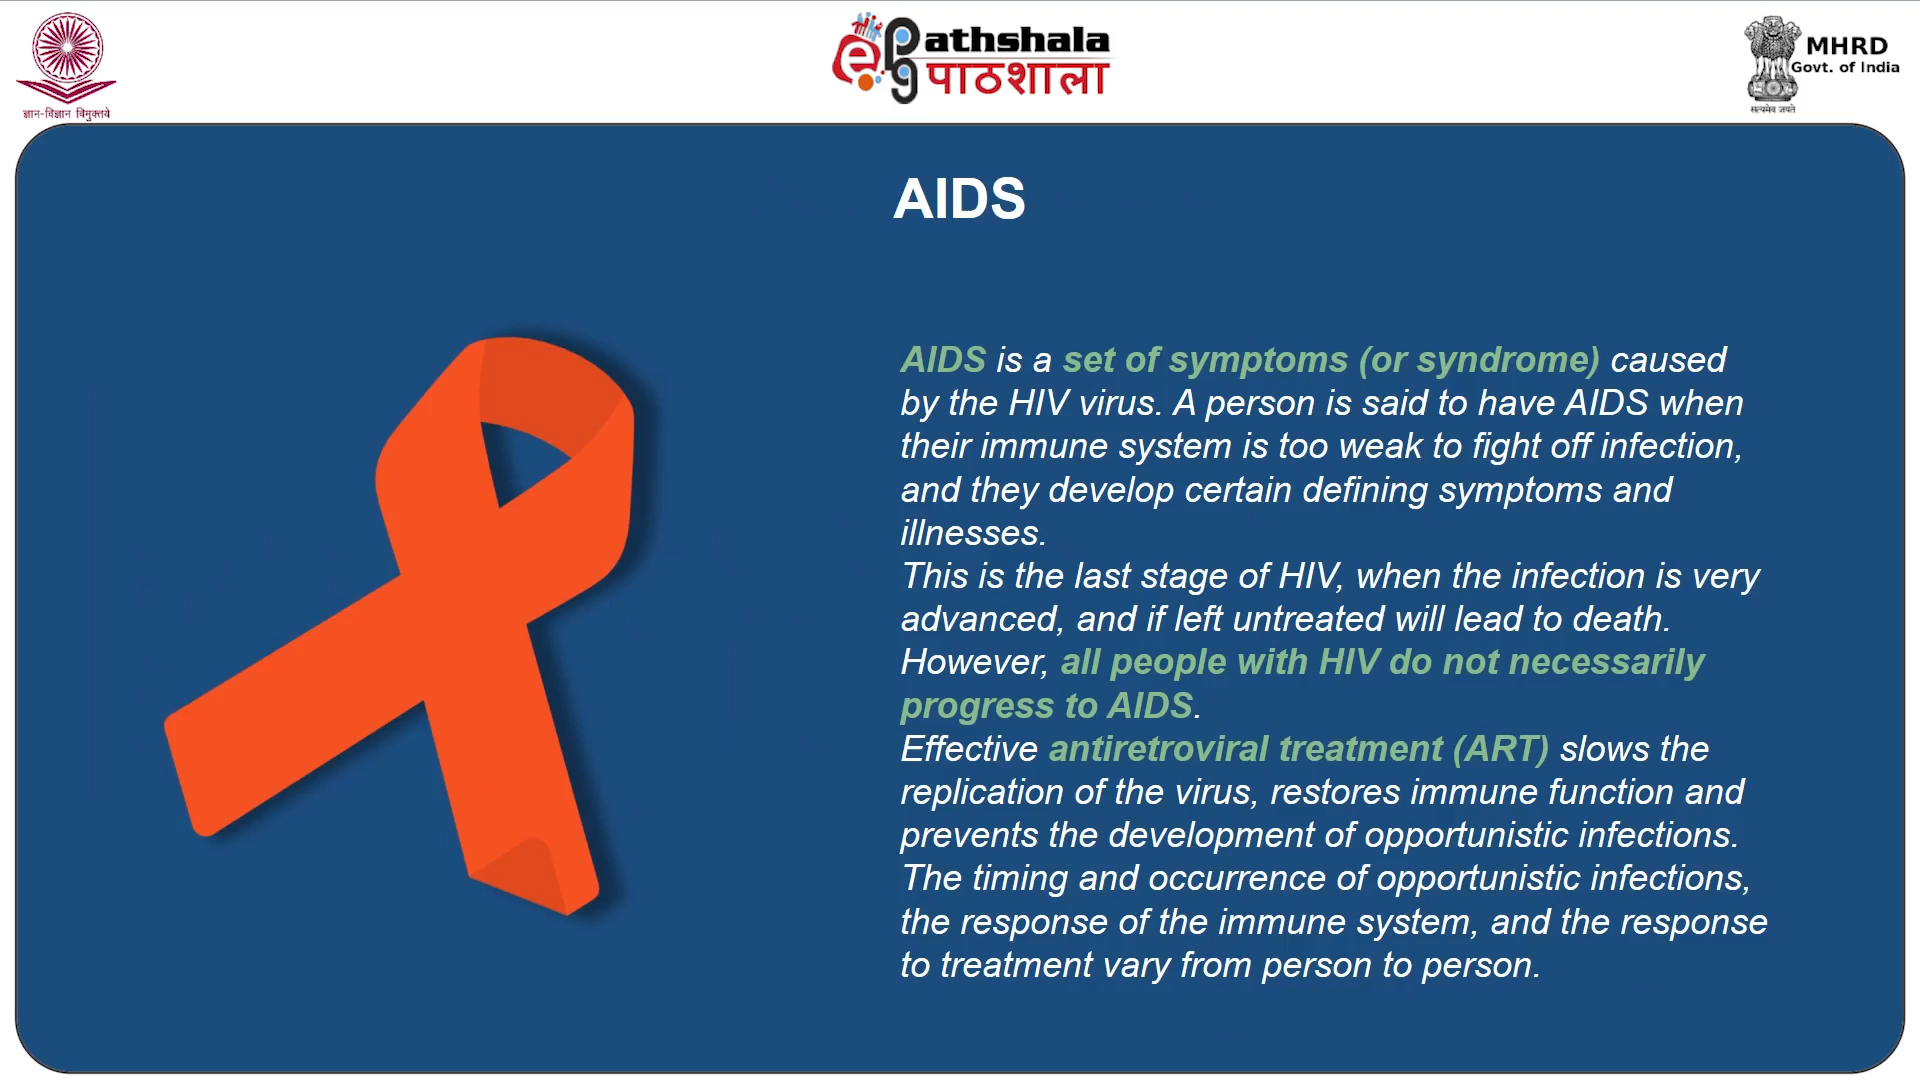 ज्ञान-विज्ञान विमुक्तये
ePG Pathshala
पाठशाला
MHRD
Govt. of India
सत्यमेव जयते
AIDS
AIDS is a set of symptoms (or syndrome) caused
by the HIV virus. A person is said to have AIDS when
their immune system is too weak to fight off infection,
and they develop certain defining symptoms and
illnesses.
This is the last stage of HIV, when the infection is very
advanced, and if left untreated will lead to death.
However, all people with HIV do not necessarily
progress to AIDS.
Effective antiretroviral treatment (ART) slows the
replication of the virus, restores immune function and
prevents the development of opportunistic infections.
The timing and occurrence of opportunistic infections,
the response of the immune system, and the response
to treatment vary from person to person.